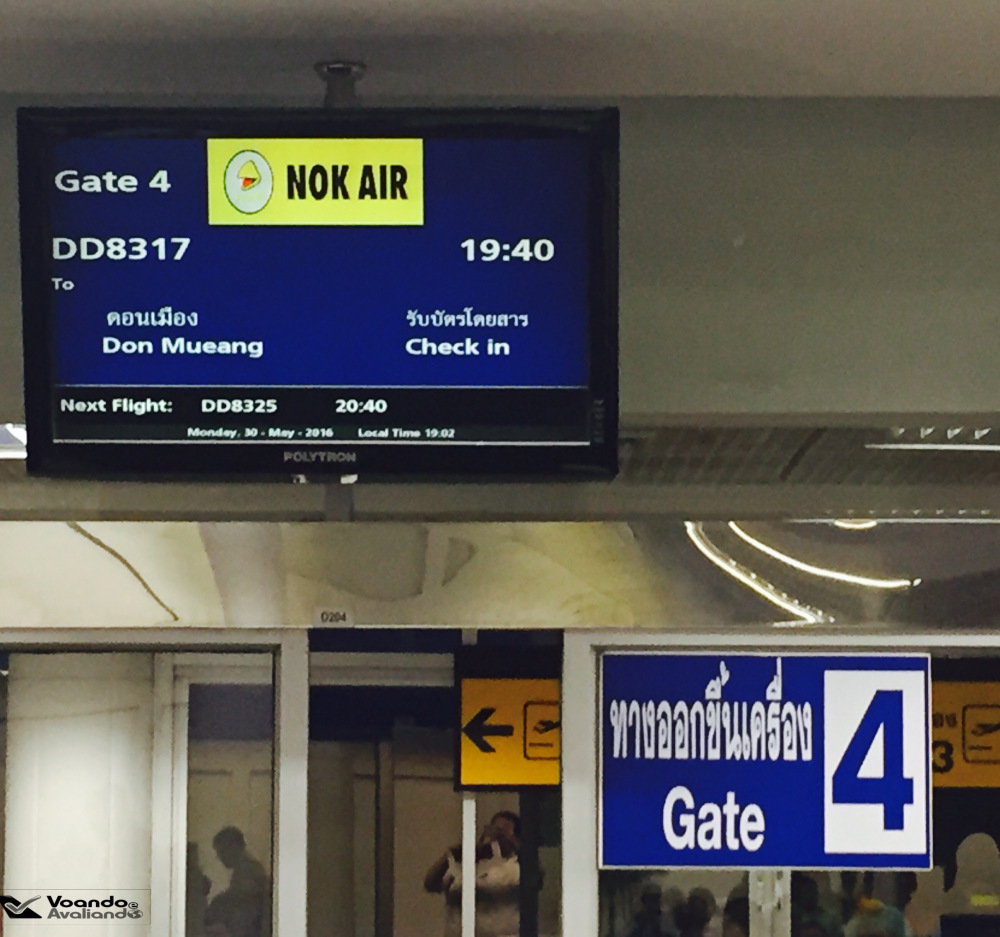 Gate 4
NOK AIR
DD8317 19:40
To
ดอนเมือง รับบัตรโดยสาร
Don Mueang Check in
Next Flight: DD8325 20:40
Monday, 30 - May - 2016 Local Time 19:02
POLYTRON
D204
ทางออกขึ้นเครื่อง
Gate
4
3
Voando e
Avaliando